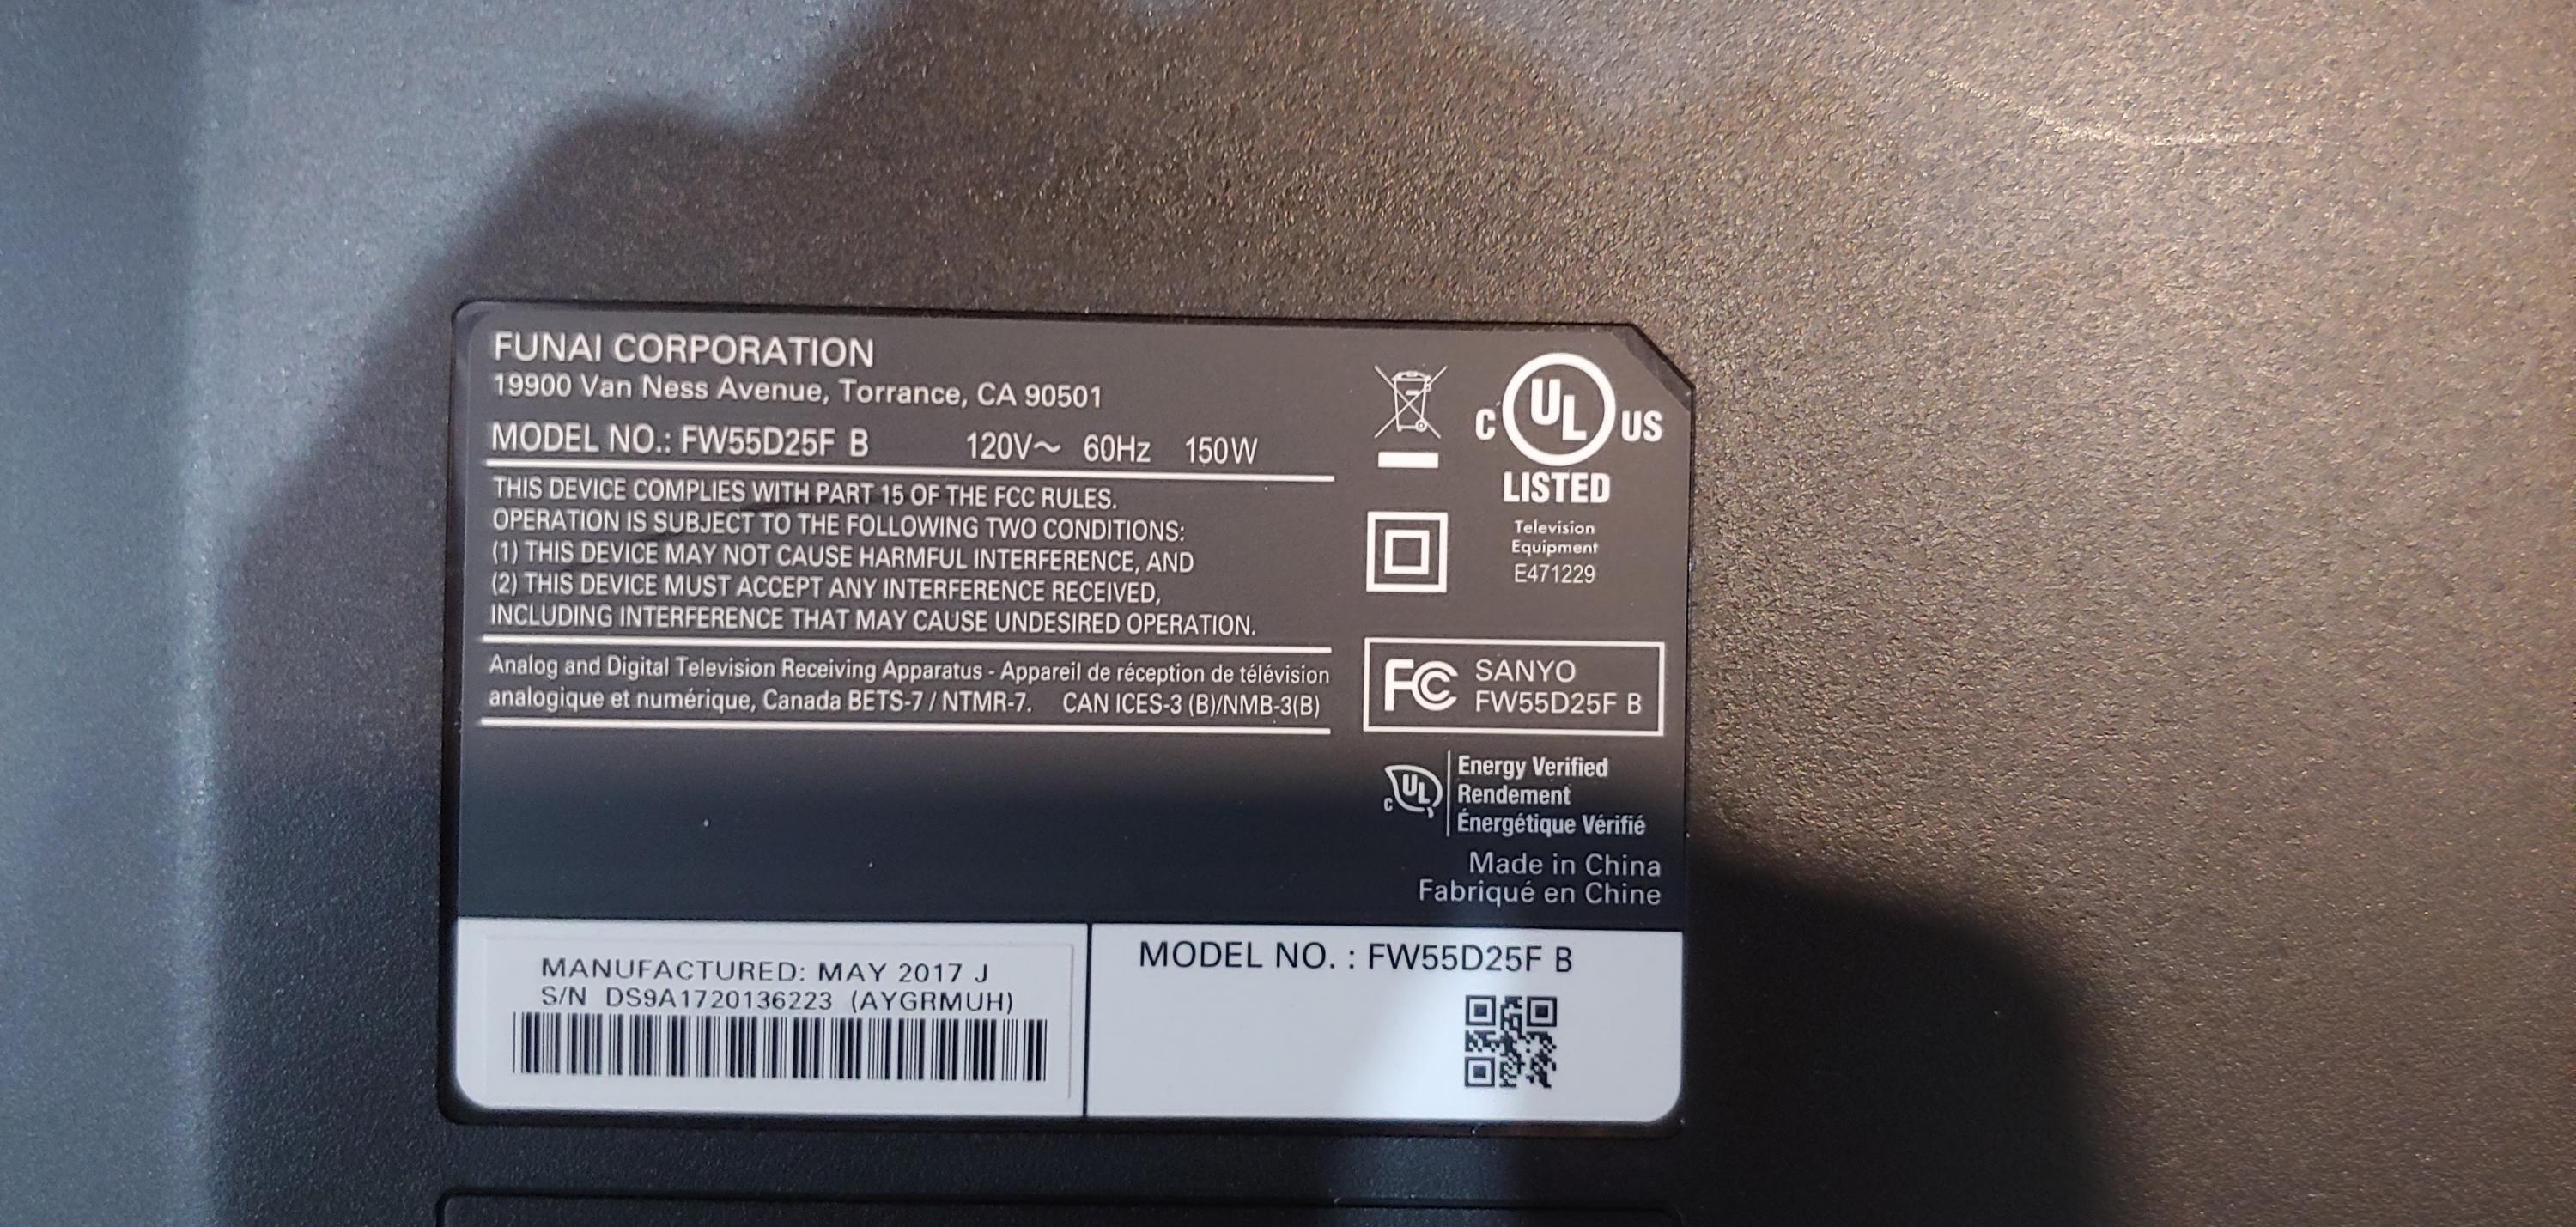 FUNAI CORPORATION
19900 Van Ness Avenue, Torrance, CA 90501
MODEL NO.: FW55D25F B 120V~ 60Hz 150W
THIS DEVICE COMPLIES WITH PART 15 OF THE FCC RULES.
OPERATION IS SUBJECT TO THE FOLLOWING TWO CONDITIONS:
(1) THIS DEVICE MAY NOT CAUSE HARMFUL INTERFERENCE, AND
(2) THIS DEVICE MUST ACCEPT ANY INTERFERENCE RECEIVED,
INCLUDING INTERFERENCE THAT MAY CAUSE UNDESIRED OPERATION.
Analog and Digital Television Receiving Apparatus - Appareil de réception de télévision
analogique et numérique, Canada BETS-7 / NTMR-7. CAN ICES-3 (B)/NMB-3(B)
C UL US
LISTED
Television
Equipment
E471229
FC SANYO
FW55D25F B
C UL Energy Verified
Rendement
Énergétique Vérifié
Made in China
Fabriqué en Chine
MANUFACTURED: MAY 2017 J
S/N DS9A1720136223 (AYGRMUH)
MODEL NO. : FW55D25F B